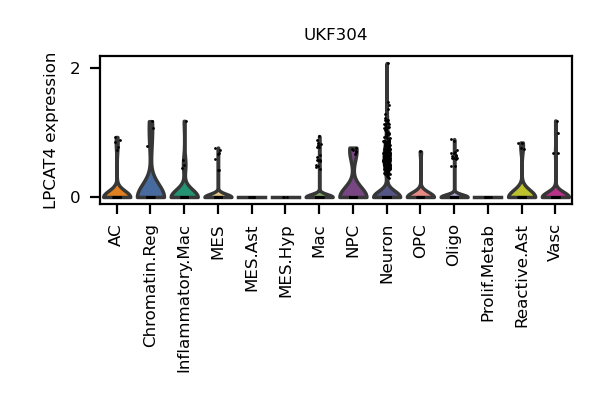 UKF304
LPCAT4 expression
2
0
AC
Chromatin.Reg
Inflammatory.Mac
MES
MES.Ast
MES.Hyp
Mac
NPC
Neuron
OPC
Oligo
Prolif.Metab
Reactive.Ast
Vasc